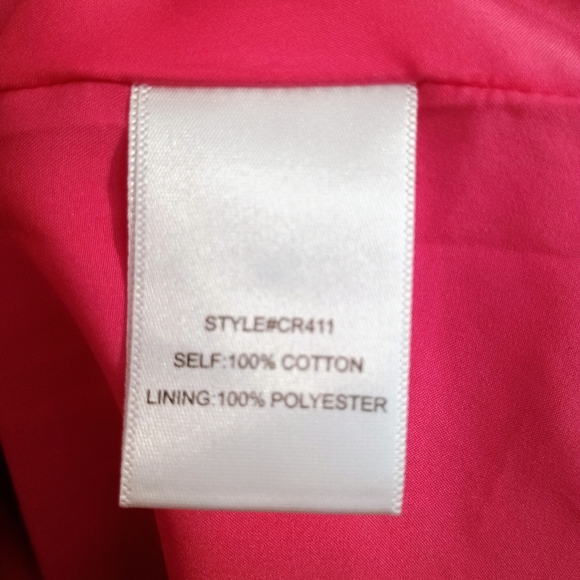 STYLE#CR411
SELF:100% COTTON
LINING:100% POLYESTER